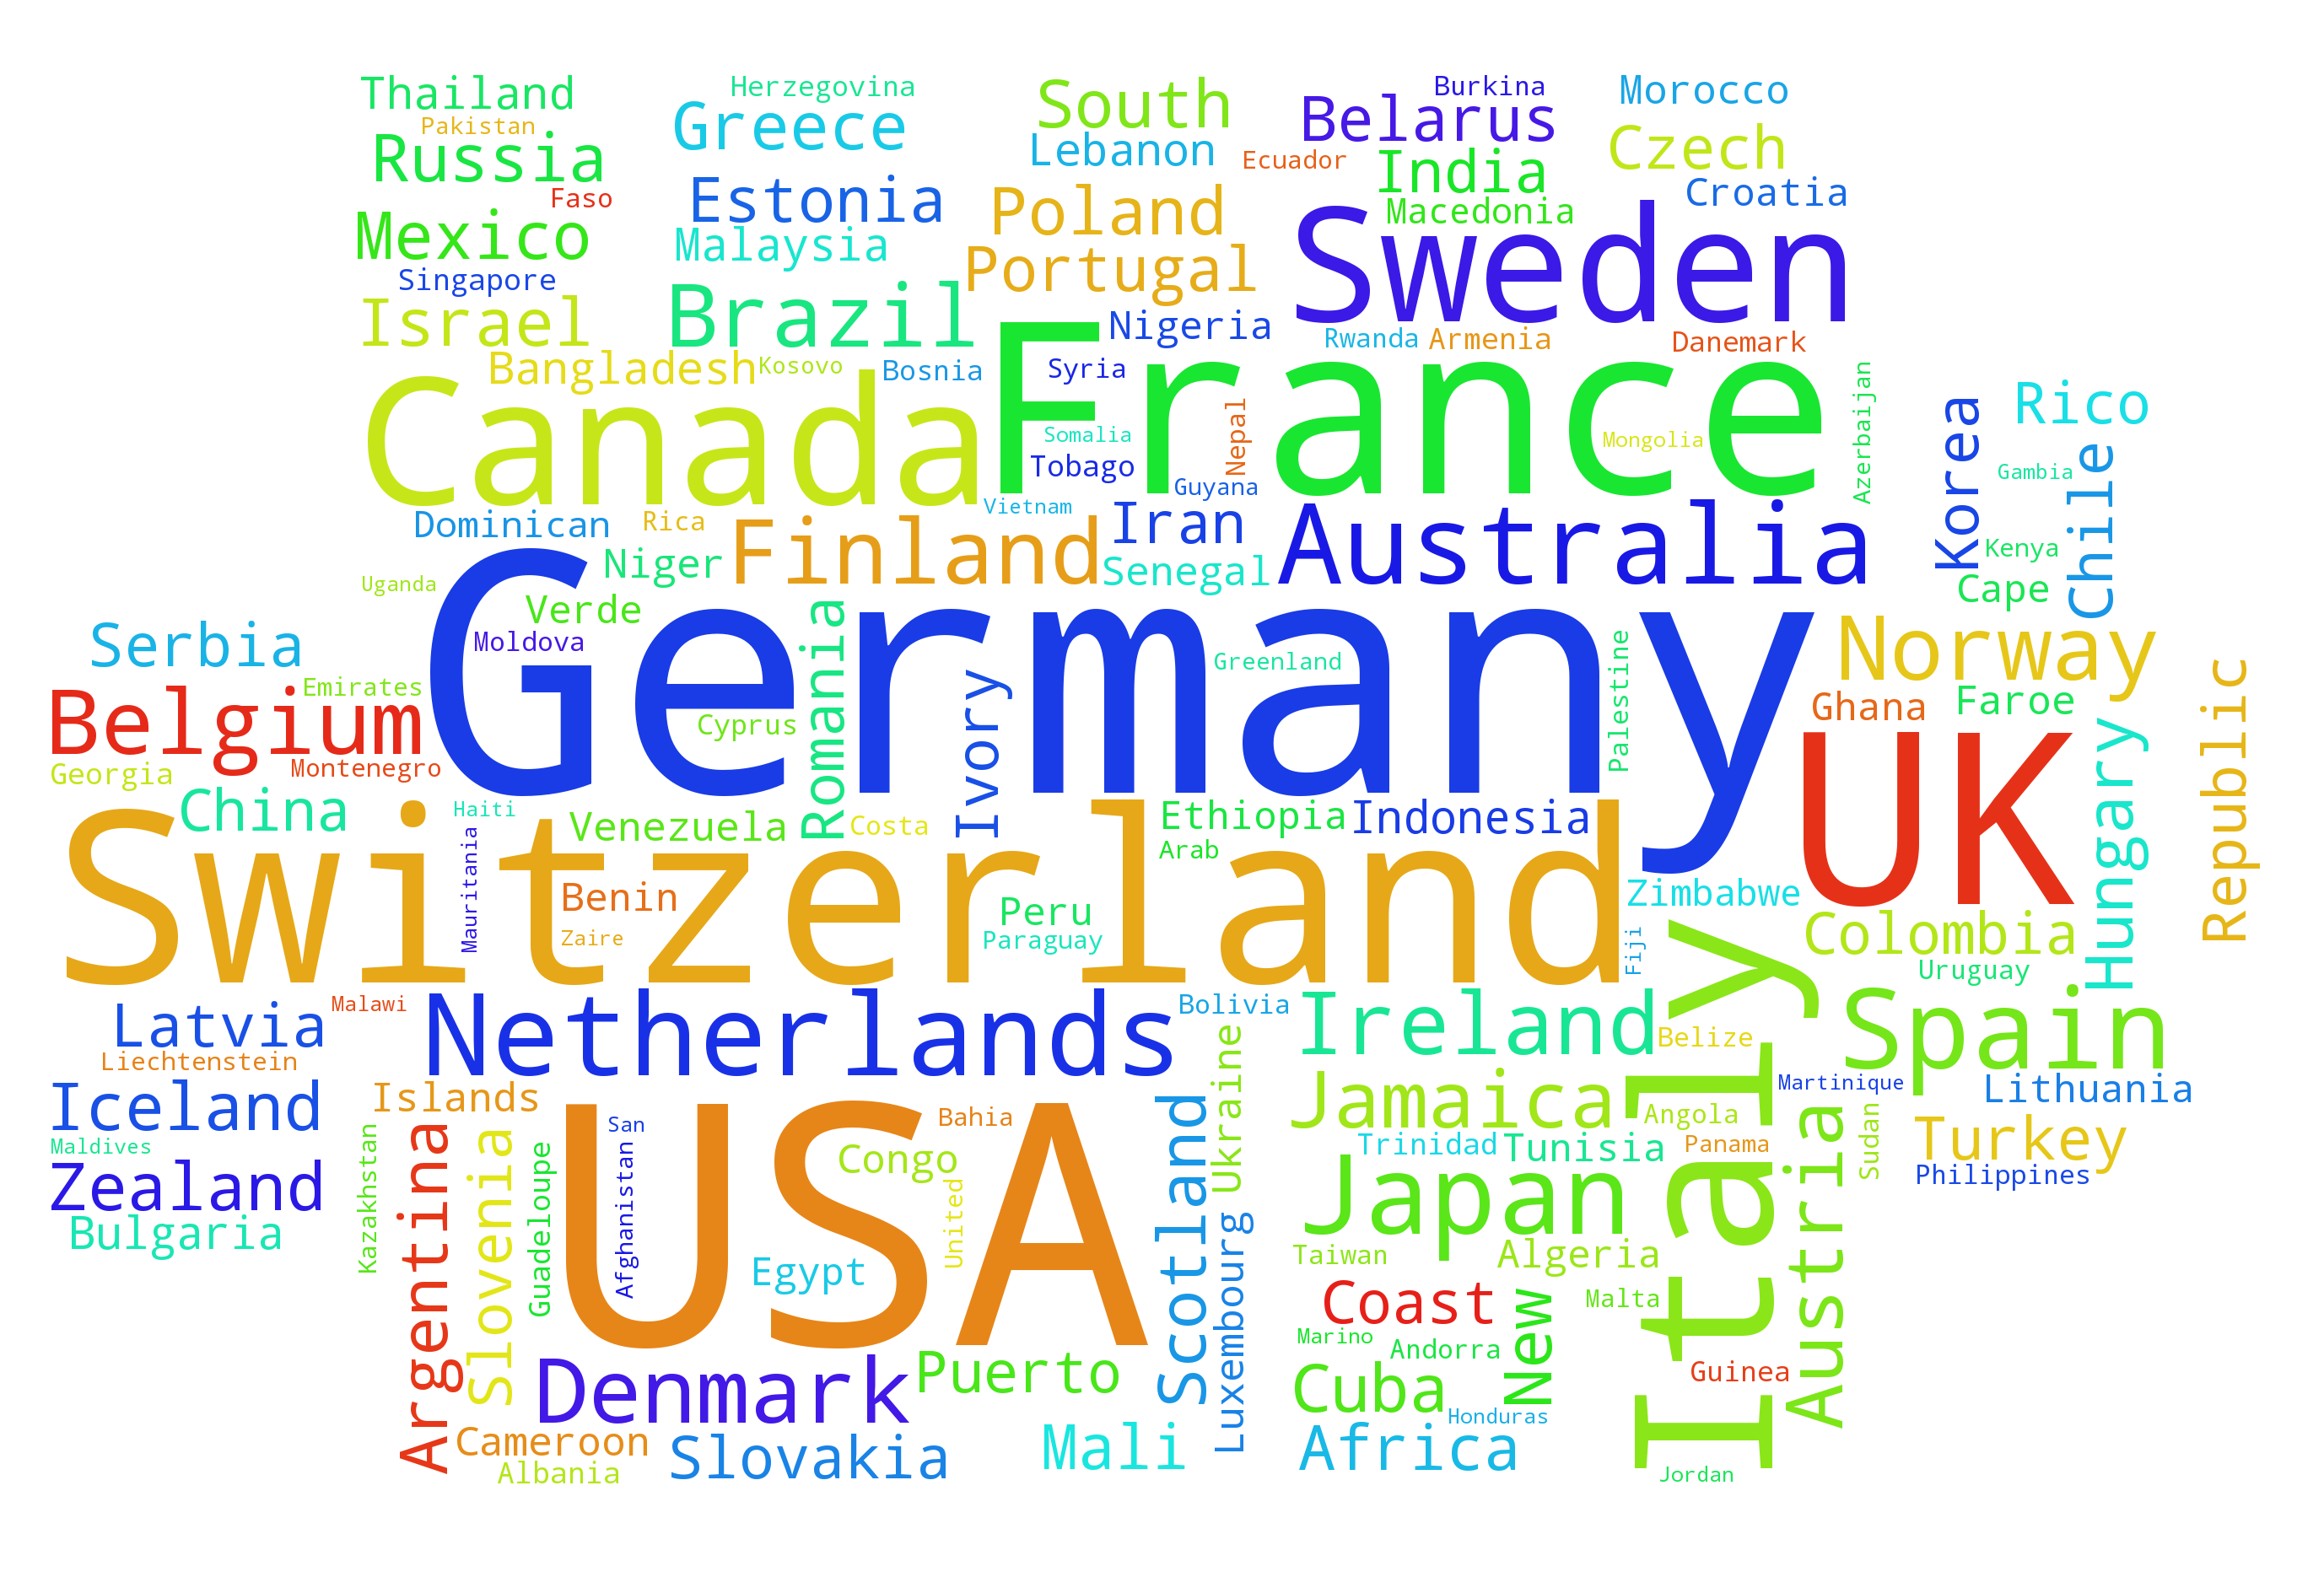 Thailand
Herzegovina
South
Burkina
Morocco
Pakistan
Greece
Belarus
Russia
Lebanon
Ecuador
India
Czech
Faso
Estonia
Poland
Macedonia
Croatia
Mexico
Malaysia
Portugal
Sweden
Singapore
Israel
Brazil
Nigeria
Rwanda
Armenia
Danemark
Bangladesh
Kosovo
Bosnia
Syria
France
Azerbaijan
Canada
Somalia
Nepal
Mongolia
Korea
Rico
Tobago
Guyana
Chile
Gambia
Dominican
Rica
Vietnam
Finland
Iran
Australia
Kenya
Uganda
Niger
Senegal
Cape
Verde
Moldova
Romania
Germany
Greenland
Palestine
Norway
Serbia
Emirates
Belgium
Cyprus
Ivory
Ghana
Faroe
Republic
Georgia
Montenegro
UK
Hungary
China
Haiti
Venezuela
Costa
Ethiopia
Indonesia
Arab
Mauritania
Switzerland
Benin
Zaire
Peru
Paraguay
Zimbabwe
Fiji
Colombia
Uruguay
Latvia
Malawi
Netherlands
Bolivia
Ireland
Belize
Spain
Liechtenstein
Iceland
Islands
Ukraine
Jamaica
Italy
Martinique
Lithuania
Maldives
Kazakhstan
Argentina
Slovenia
Guadeloupe
San
Afghanistan
USA
Bahia
Congo
United
Scotland
Trinidad
Tunisia
Angola
Panama
Austria
Sudan
Turkey
Philippines
Zealand
Bulgaria
Egypt
Luxembourg
Japan
Taiwan
Algeria
Coast
New
Malta
Marino
Andorra
Guinea
Denmark
Puerto
Cuba
Honduras
Cameroon
Slovakia
Mali
Africa
Albania
Jordan